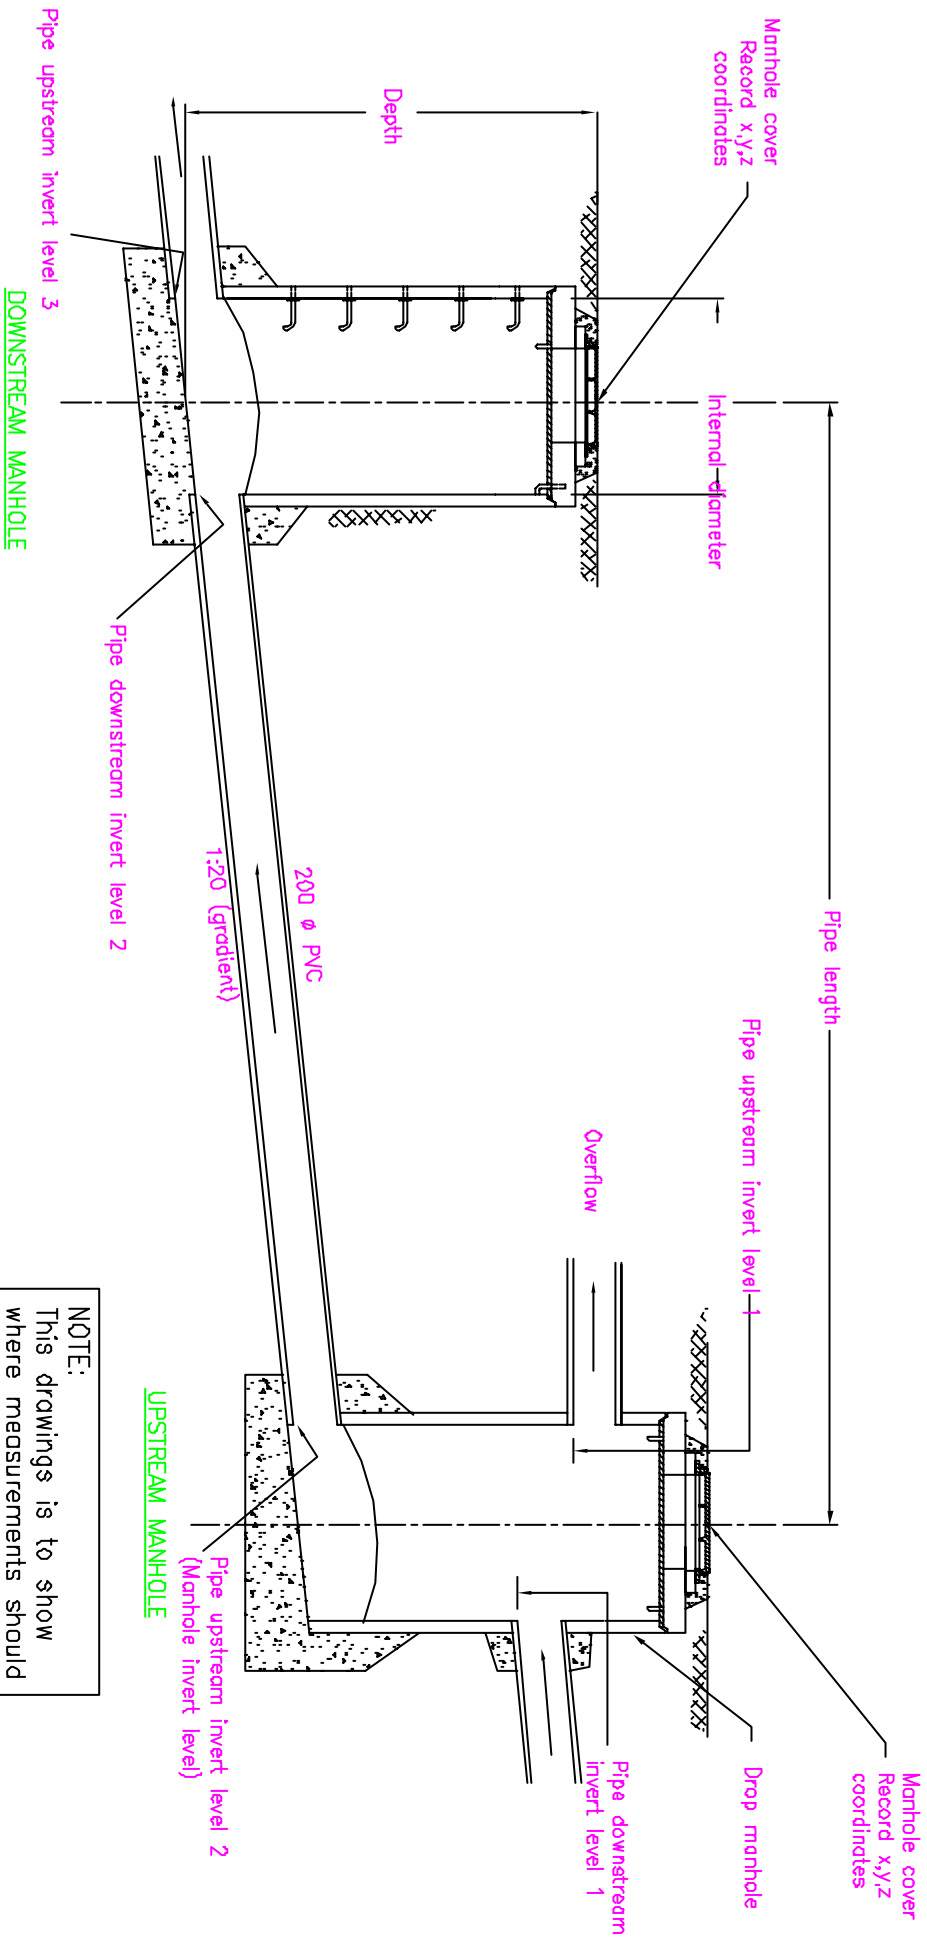 Manhole cover
Record x,y,z
coordinates
Depth
Internal diameter
Pipe length
Pipe upstream invert level 1
Overflow
Manhole cover
Record x,y,z
coordinates
Drop manhole
Pipe downstream
invert level 1
200 ø PVC
1:20 (gradient)
Pipe upstream invert level 3
Pipe downstream invert level 2
Pipe upstream invert level 2
(Manhole invert level)
DOWNSTREAM MANHOLE
UPSTREAM MANHOLE
NOTE:
This drawings is to show
where measurements should